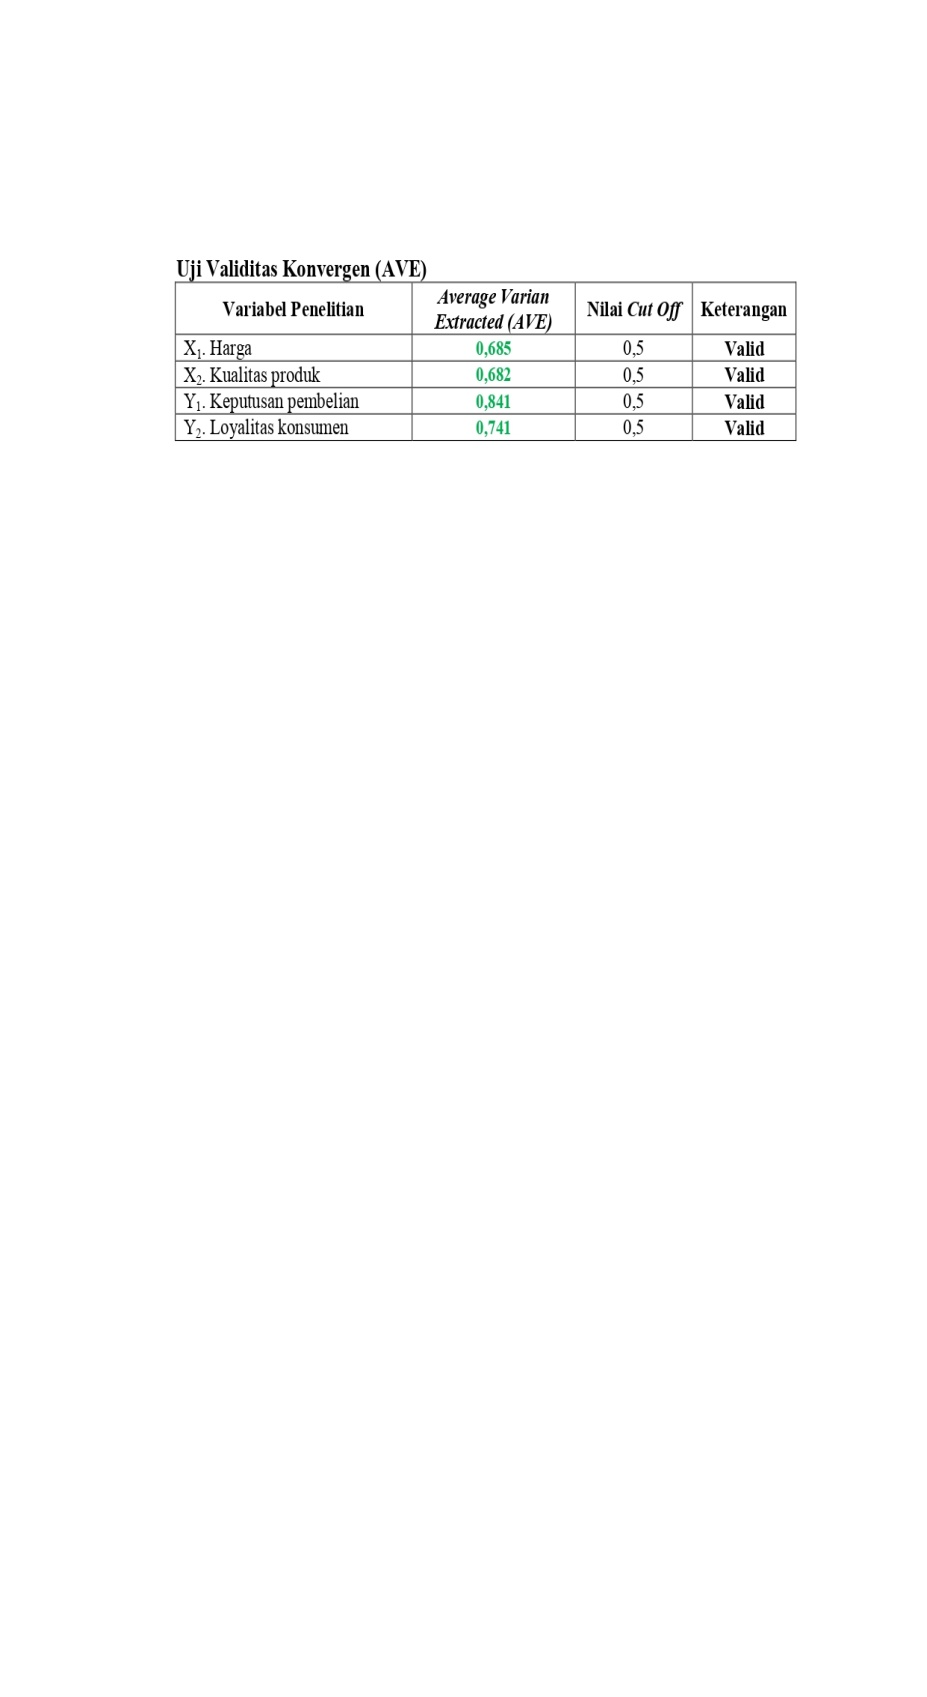 Uji Validitas Konvergen (AVE)
Variabel Penelitian Average Varian Extracted (AVE) Nilai Cut Off Keterangan
X₁. Harga 0,685 0,5 Valid
X₂. Kualitas produk 0,682 0,5 Valid
Y₁. Keputusan pembelian 0,841 0,5 Valid
Y₂. Loyalitas konsumen 0,741 0,5 Valid